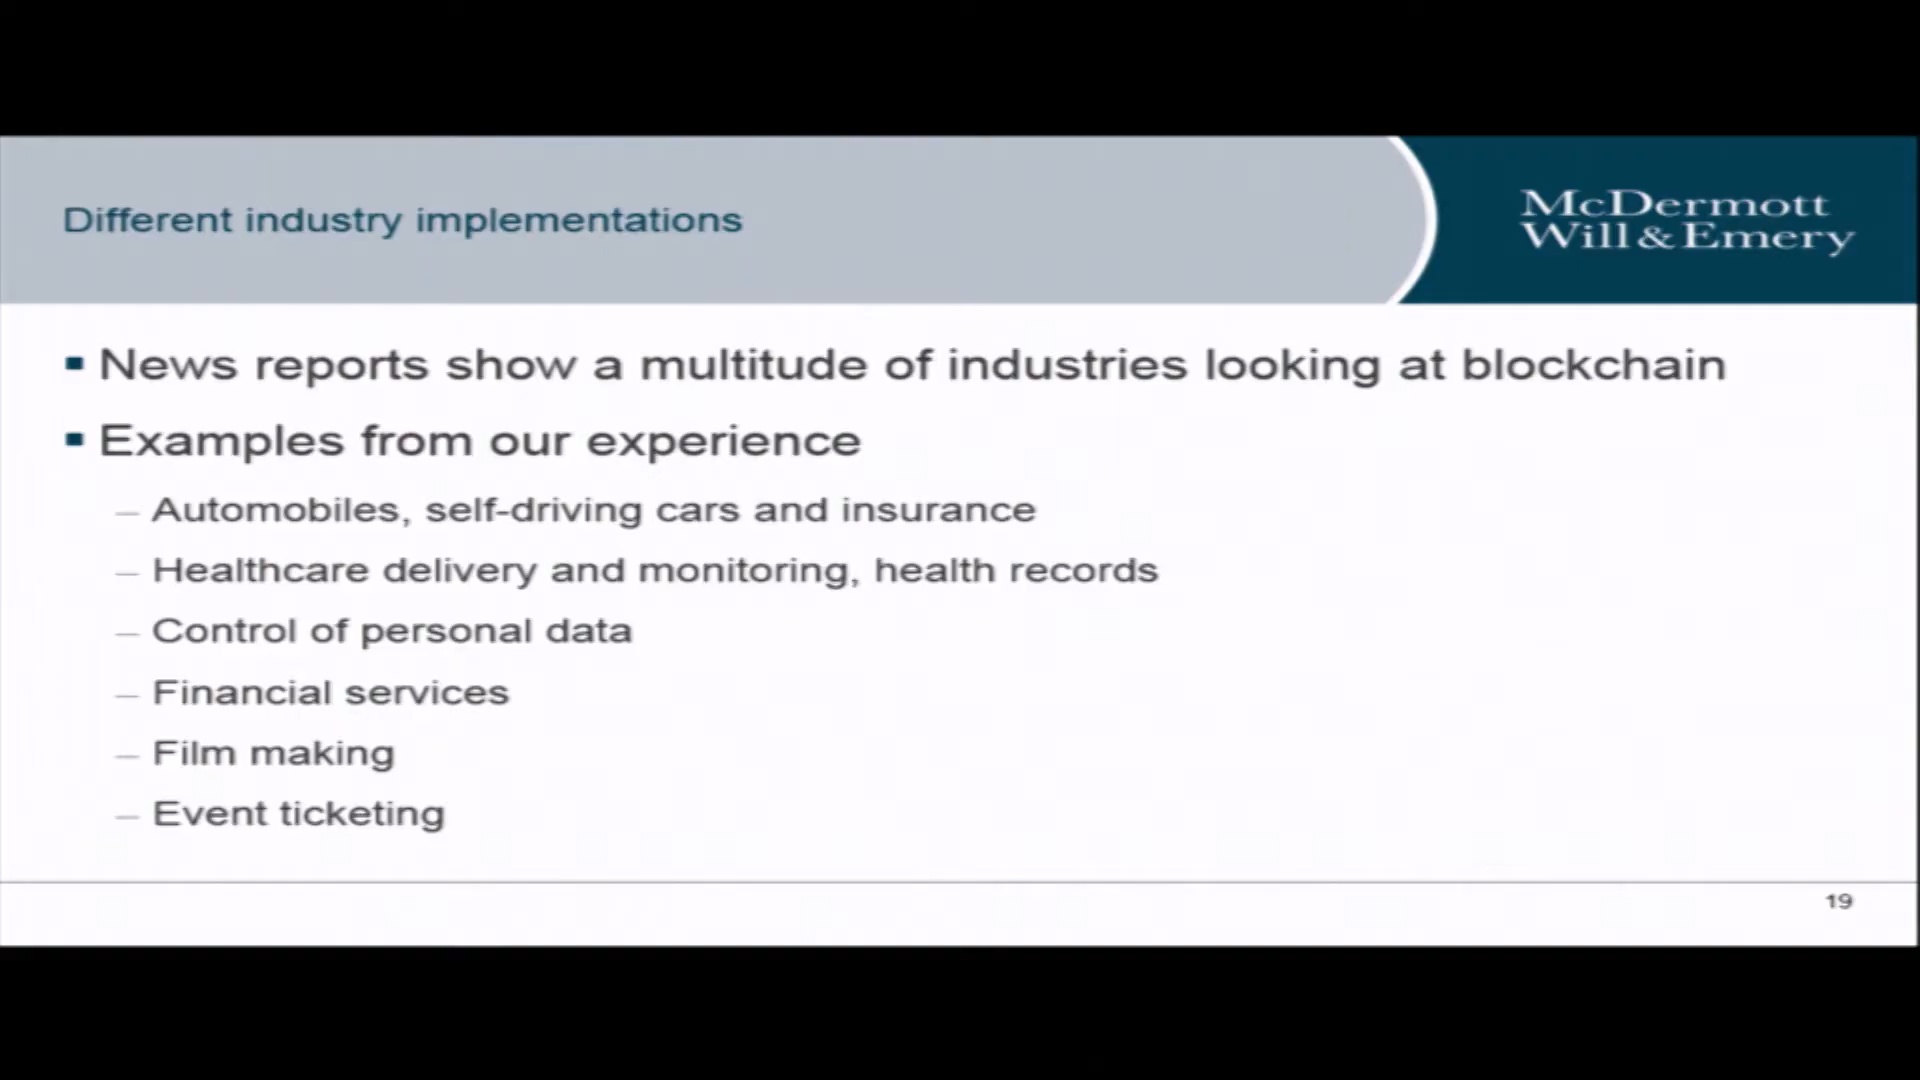 Different industry implementations
McDermott
Will & Emery
▪ News reports show a multitude of industries looking at blockchain
▪ Examples from our experience
– Automobiles, self-driving cars and insurance
– Healthcare delivery and monitoring, health records
– Control of personal data
– Financial services
– Film making
– Event ticketing
19